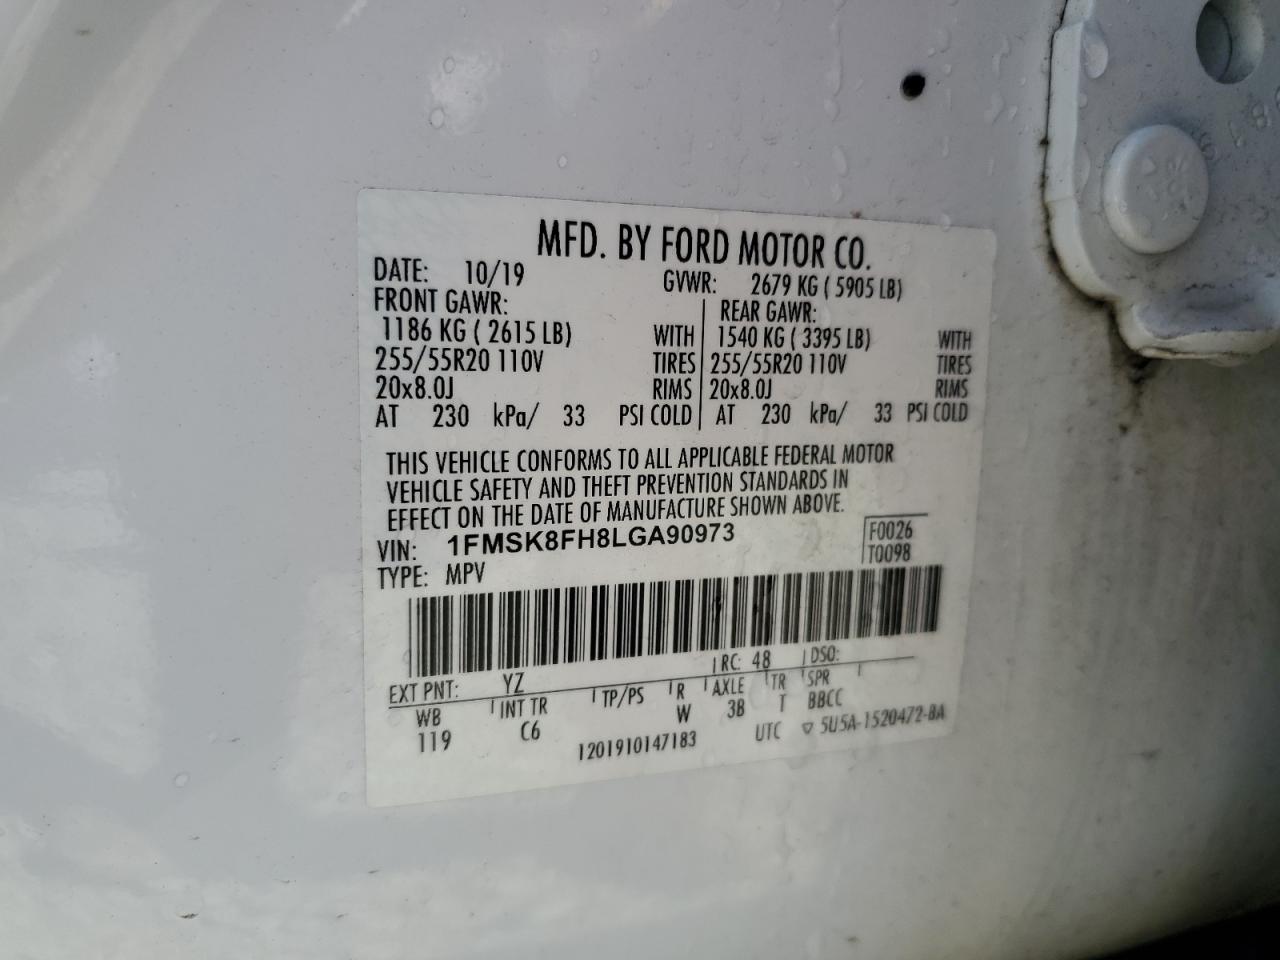 MFD. BY FORD MOTOR CO.
DATE: 10/19 GVWR: 2679 KG ( 5905 LB)
FRONT GAWR: REAR GAWR:
1186 KG ( 2615 LB) WITH 1540 KG ( 3395 LB) WITH
255/55R20 110V TIRES 255/55R20 110V TIRES
20x8.0J RIMS 20x8.0J RIMS
AT 230 kPa/ 33 PSI COLD AT 230 kPa/ 33 PSI COLD
THIS VEHICLE CONFORMS TO ALL APPLICABLE FEDERAL MOTOR
VEHICLE SAFETY AND THEFT PREVENTION STANDARDS IN
EFFECT ON THE DATE OF MANUFACTURE SHOWN ABOVE.
VIN: 1FMSK8FH8LGA90973 F0026
TYPE: MPV T0098
EXT PNT: YZ RC: 48 DSO:
WB INT TR TP/PS R AXLE TR SPR
119 C6 W 3B T BBCC
1201910147183 UTC ▽ 5U5A-1520472-BA